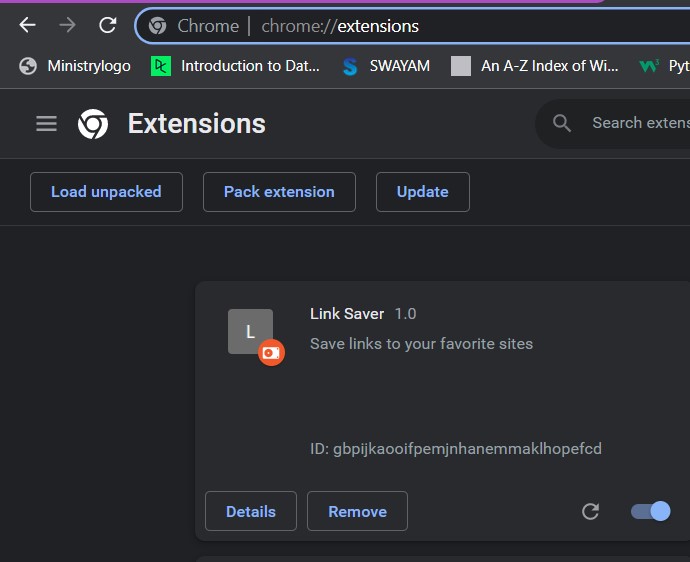 Chrome | chrome://extensions
Ministrylogo Introduction to Dat... SWAYAM An A-Z Index of Wi... Pyt
Extensions
Search extens
Load unpacked Pack extension Update
L
Link Saver 1.0
Save links to your favorite sites
ID: gbpijkaooifpemjnhanemmaklhopefcd
Details Remove